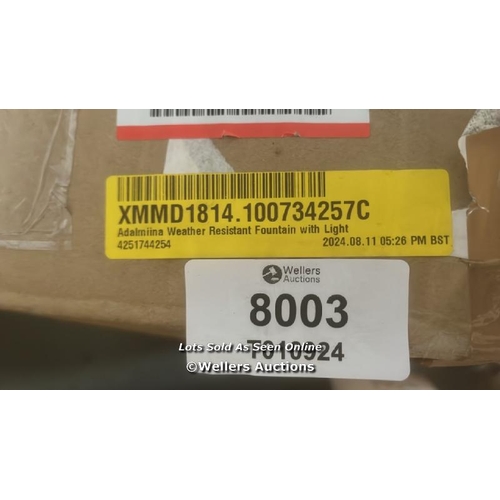 XMMD1814.100734257C
Adalmiina Weather Resistant Fountain with Light
4251744254 2024.08.11 05:26 PM BST
Wellers
Auctions
8003
T010924
Lots Sold As Seen Online
©Wellers Auctions